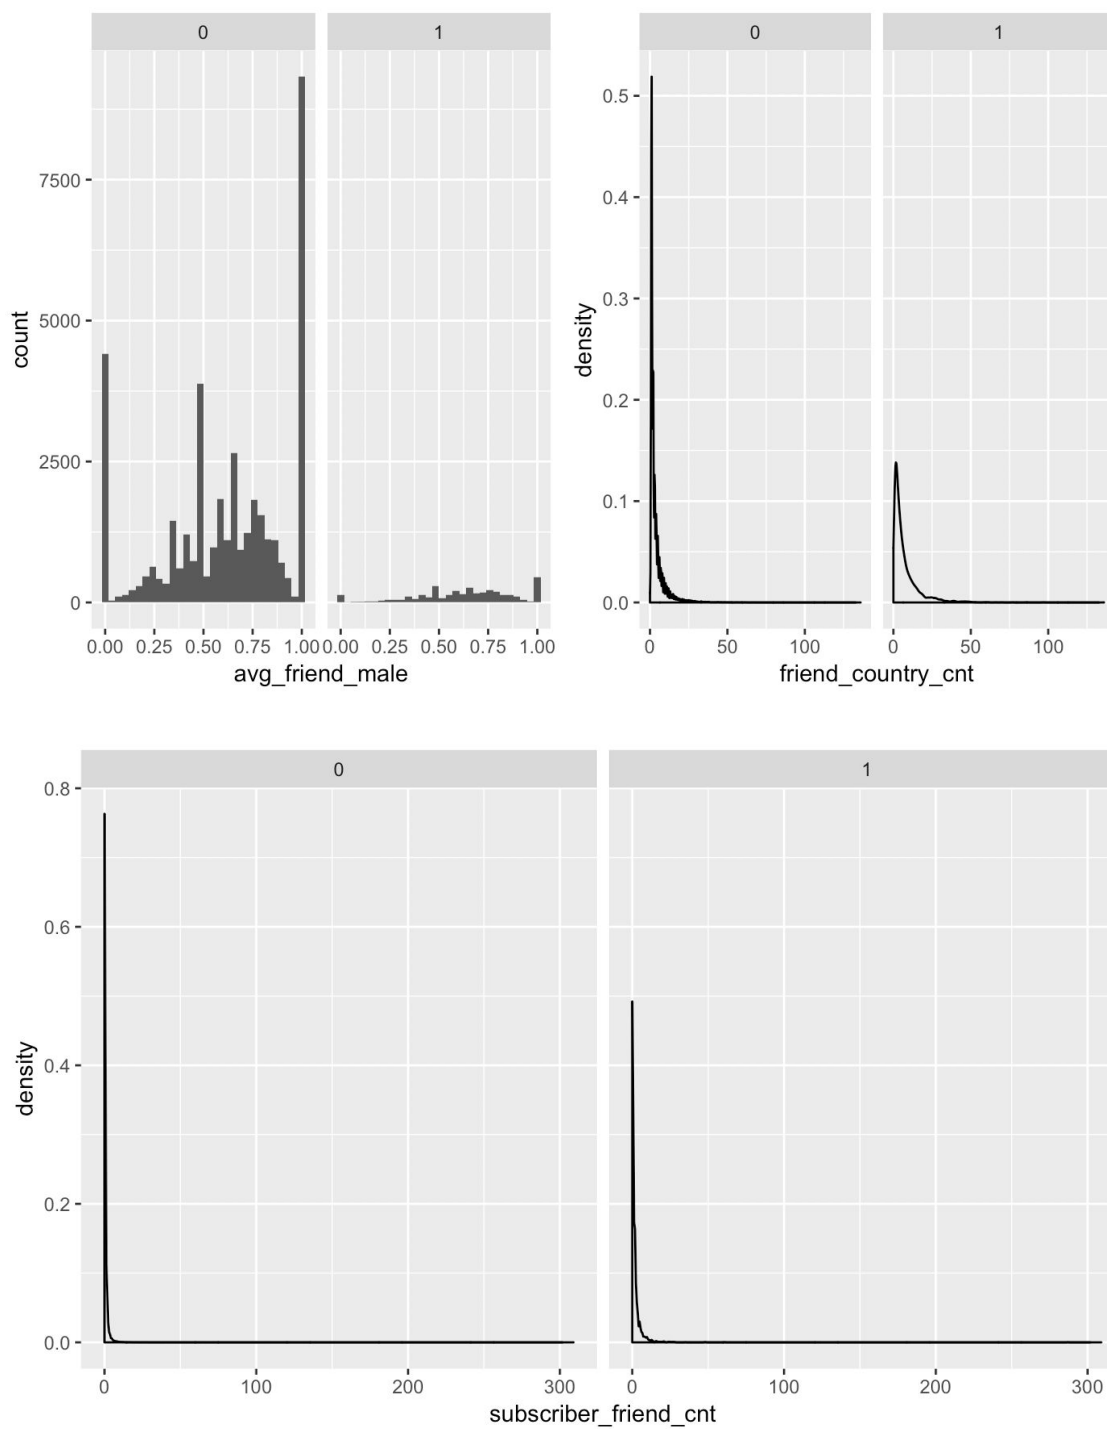 0 1
7500
5000
2500
0
count
0.00 0.25 0.50 0.75 1.00 0.00 0.25 0.50 0.75 1.00
avg_friend_male
0 1
0.5
0.4
0.3
0.2
0.1
0.0
density
0 50 100 0 50 100
friend_country_cnt
0 1
0.8
0.6
0.4
0.2
0.0
density
0 100 200 300 0 100 200 300
subscriber_friend_cnt